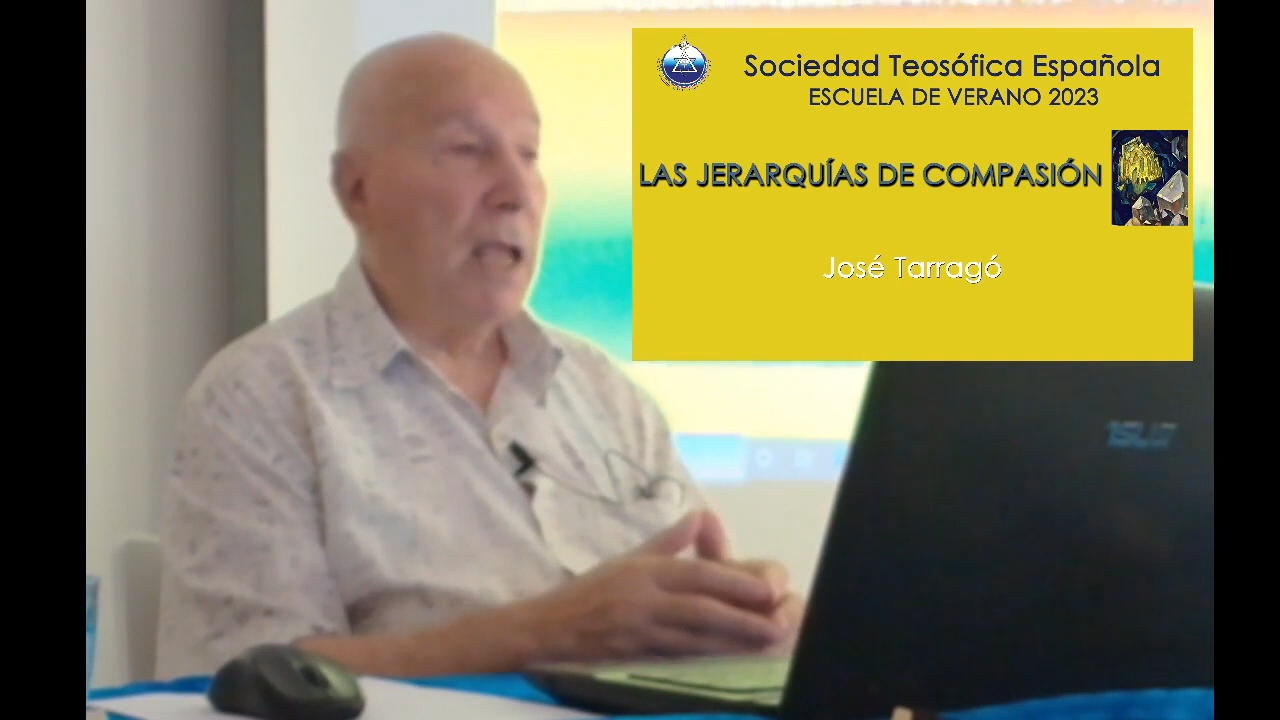 Sociedad Teosófica Española
ESCUELA DE VERANO 2023
LAS JERARQUÍAS DE COMPASIÓN
José Tarragó